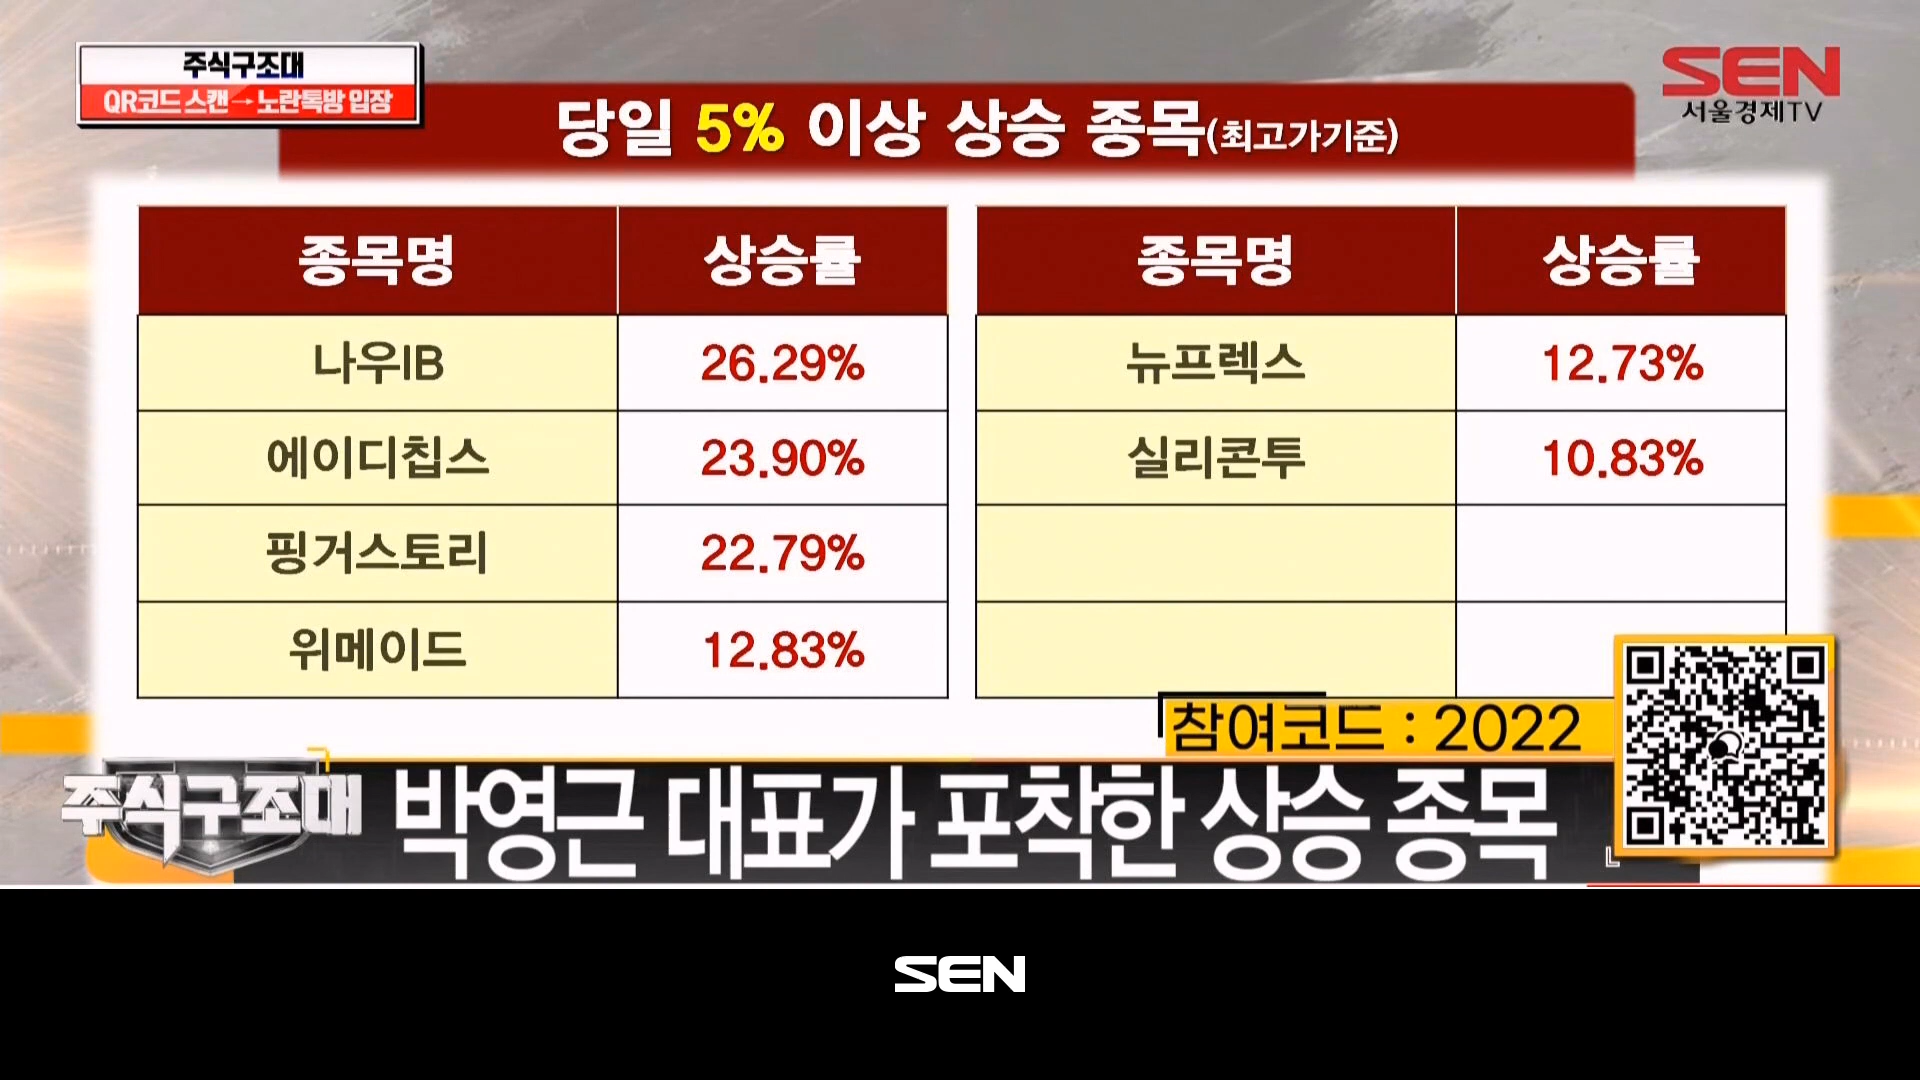 주식구조대
QR코드 스캔→노란톡방 입장
SEN
서울경제TV
당일 5% 이상 상승 종목(최고가기준)
종목명 상승률
나우IB 26.29%
에이디칩스 23.90%
핑거스토리 22.79%
위메이드 12.83%
종목명 상승률
뉴프렉스 12.73%
실리콘투 10.83%
참여코드 : 2022
주식구조대
박영근 대표가 포착한 상승 종목
SEN